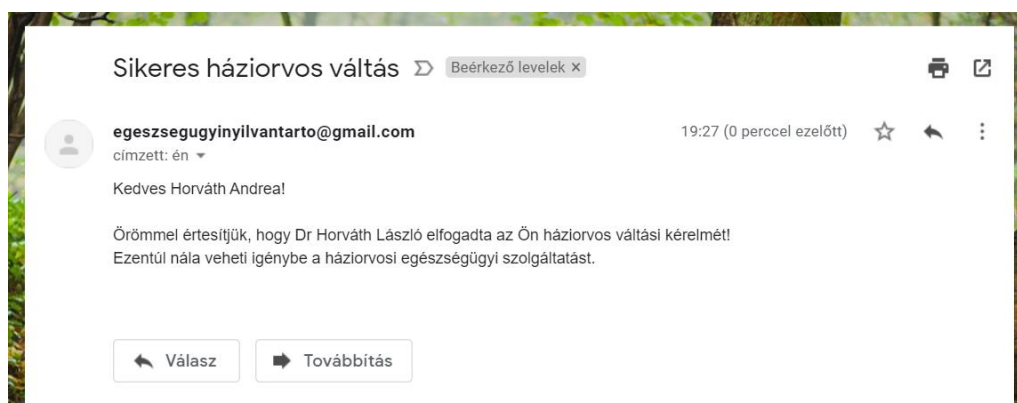 Sikeres háziorvos váltás Beérkező levelek ×
egeszsegugyinyilvantarto@gmail.com 19:27 (0 perccel ezelőtt)
címzett: én
Kedves Horváth Andrea!
Örömmel értesítjük, hogy Dr Horváth László elfogadta az Ön háziorvos váltási kérelmét!
Ezentúl nála veheti igénybe a háziorvosi egészségügyi szolgáltatást.
Válasz Továbbítás